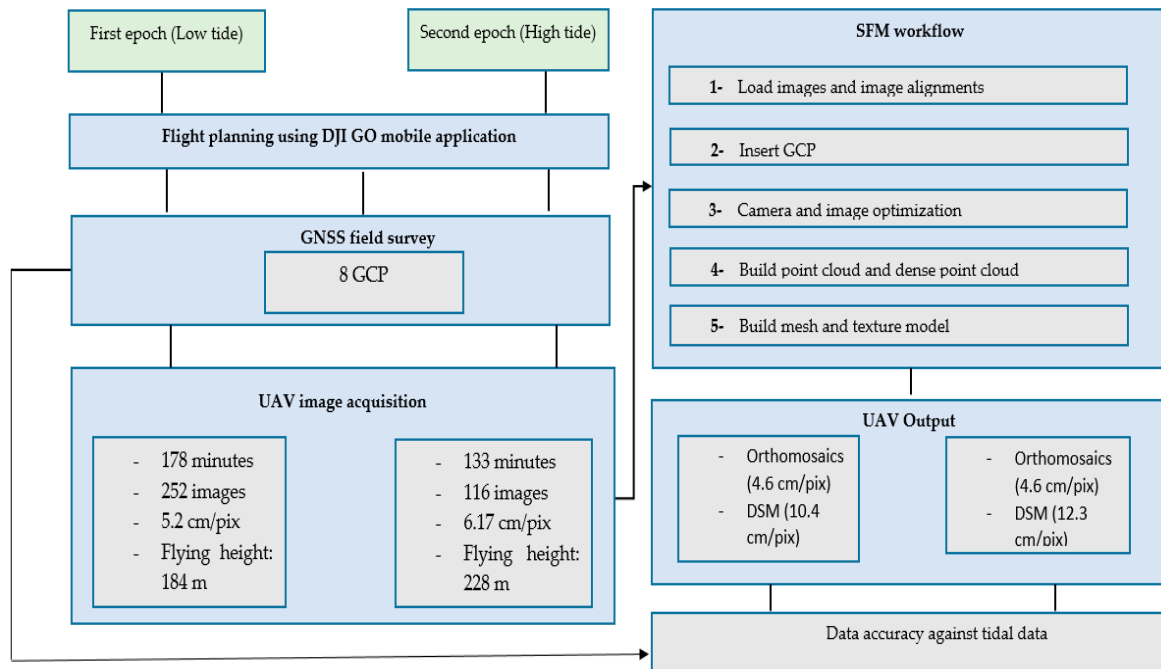 First epoch (Low tide)
Second epoch (High tide)
Flight planning using DJI GO mobile application
GNSS field survey
8 GCP
UAV image acquisition
- 178 minutes
- 252 images
- 5.2 cm/pix
- Flying height:
184 m
- 133 minutes
- 116 images
- 6.17 cm/pix
- Flying height:
228 m
SFM workflow
1- Load images and image alignments
2- Insert GCP
3- Camera and image optimization
4- Build point cloud and dense point cloud
5- Build mesh and texture model
UAV Output
- Orthomosaics
(4.6 cm/pix)
- DSM (10.4
cm/pix)
- Orthomosaics
(4.6 cm/pix)
- DSM (12.3
cm/pix)
Data accuracy against tidal data